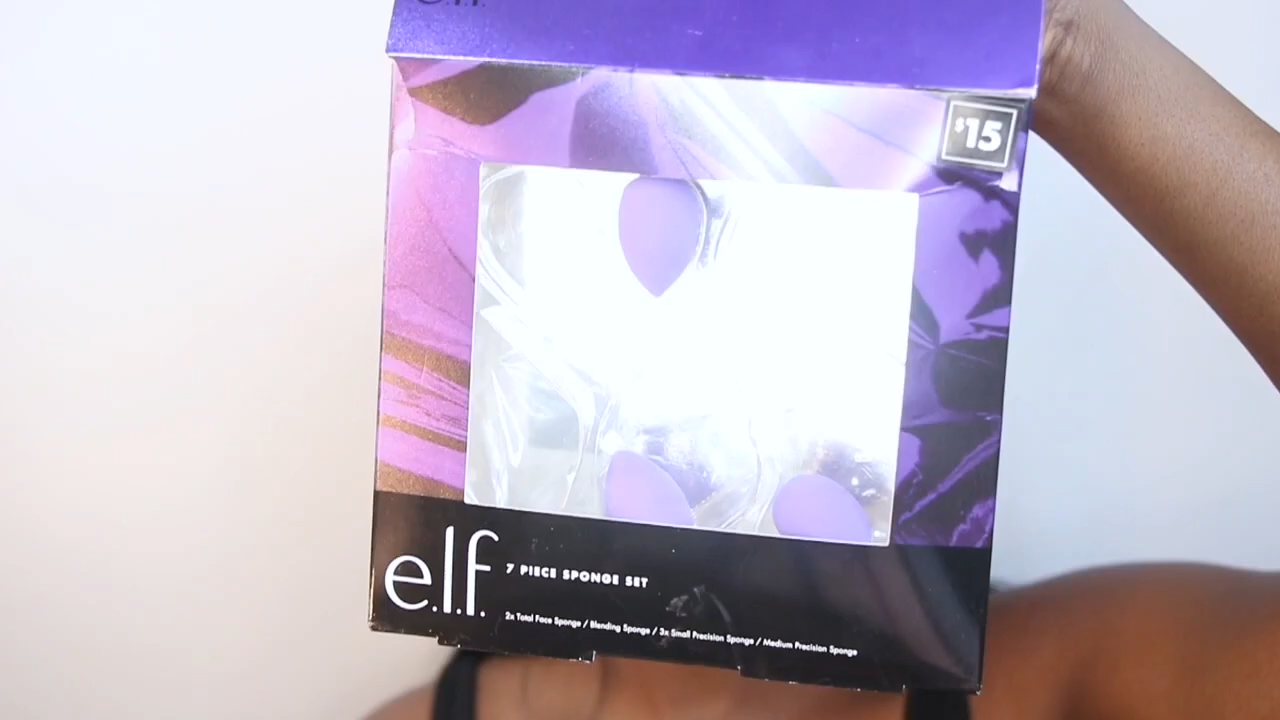 e.l.f.
$15
e.l.f.
7 PIECE SPONGE SET
2x Total Face Sponge / Blending Sponge / 3x Small Precision Sponge / Medium Precision Sponge